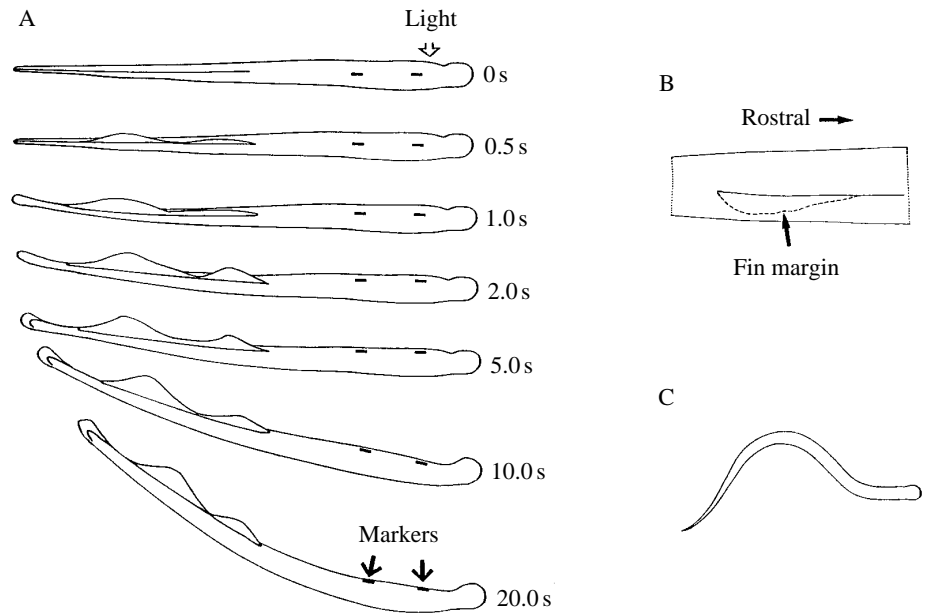 A
Light
0 s
0.5 s
1.0 s
2.0 s
5.0 s
10.0 s
Markers
20.0 s
B
Rostral
Fin margin
C